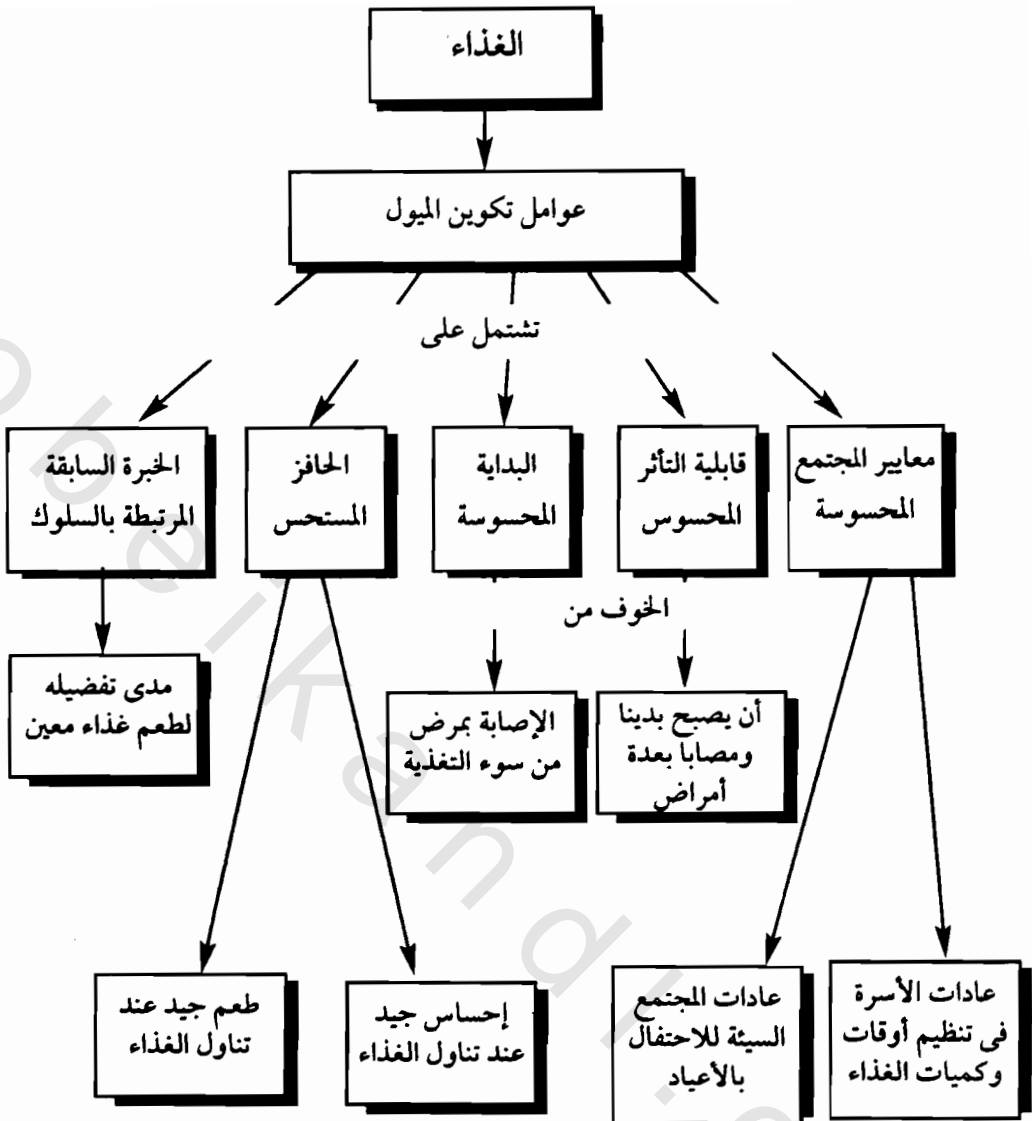 الغذاء
عوامل تكوين الميول
تشتمل على
معايير المجتمع
المحسوسة
قابلية التأثر
المحسوس
البداية
المحسوسة
الحافز
المستحس
الخبرة السابقة
المرتبطة بالسلوك
الخوف من
أن يصبح بدينا
ومصابا بعدة
أمراض
الإصابة بمرض
من سوء التغذية
مدى تفضيله
لطعم غذاء معين
عادات الأسرة
فى تنظيم أوقات
وكميات الغذاء
عادات المجتمع
السيئة للاحتفال
بالأعياد
إحساس جيد
عند تناول الغذاء
طعم جيد عند
تناول الغذاء
obeikandl